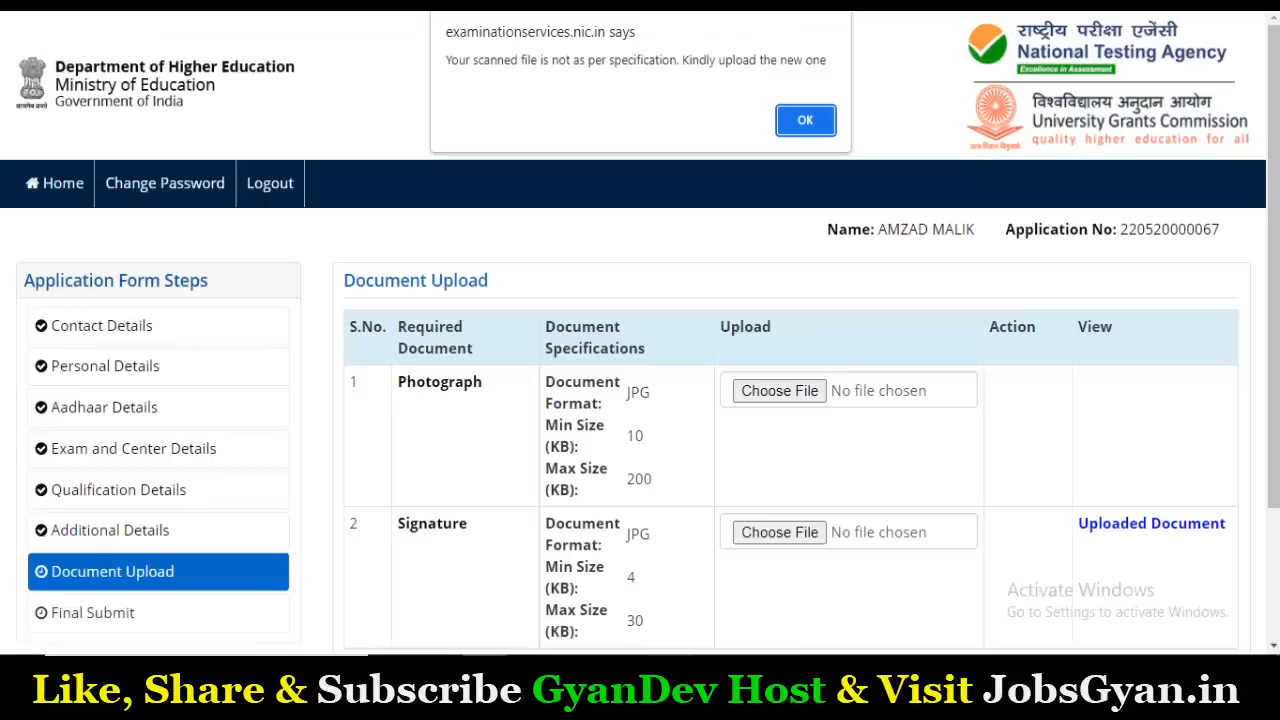 examinationservices.nic.in says
Your scanned file is not as per specification. Kindly upload the new one
OK
सत्यमेव जयते
Department of Higher Education
Ministry of Education
Government of India
राष्ट्रीय परीक्षा एजेंसी
National Testing Agency
Excellence in Assessment
विश्वविद्यालय अनुदान आयोग
University Grants Commission
quality higher education for all
Home
Change Password
Logout
Name: AMZAD MALIK
Application No: 220520000067
Application Form Steps
Contact Details
Personal Details
Aadhaar Details
Exam and Center Details
Qualification Details
Additional Details
Document Upload
Final Submit
Document Upload
S.No.
Required
Document
Document
Specifications
Upload
Action
View
1
Photograph
Document
Format:
JPG
Min Size
(KB):
10
Max Size
(KB):
200
Choose File No file chosen
2
Signature
Document
Format:
JPG
Min Size
(KB):
4
Max Size
(KB):
30
Choose File No file chosen
Uploaded Document
Activate Windows
Go to Settings to activate Windows.
Like, Share & Subscribe GyanDev Host & Visit JobsGyan.in